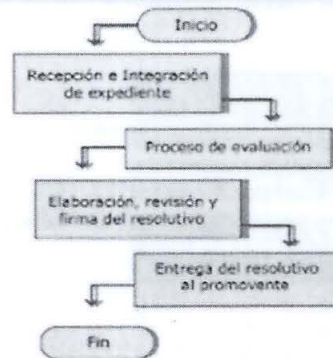 Inicio
Recepción e Integración
de expediente
Proceso de evaluación
Elaboración, revisión y
firma del resolutivo
Entrega del resolutivo
al promovente
Fin